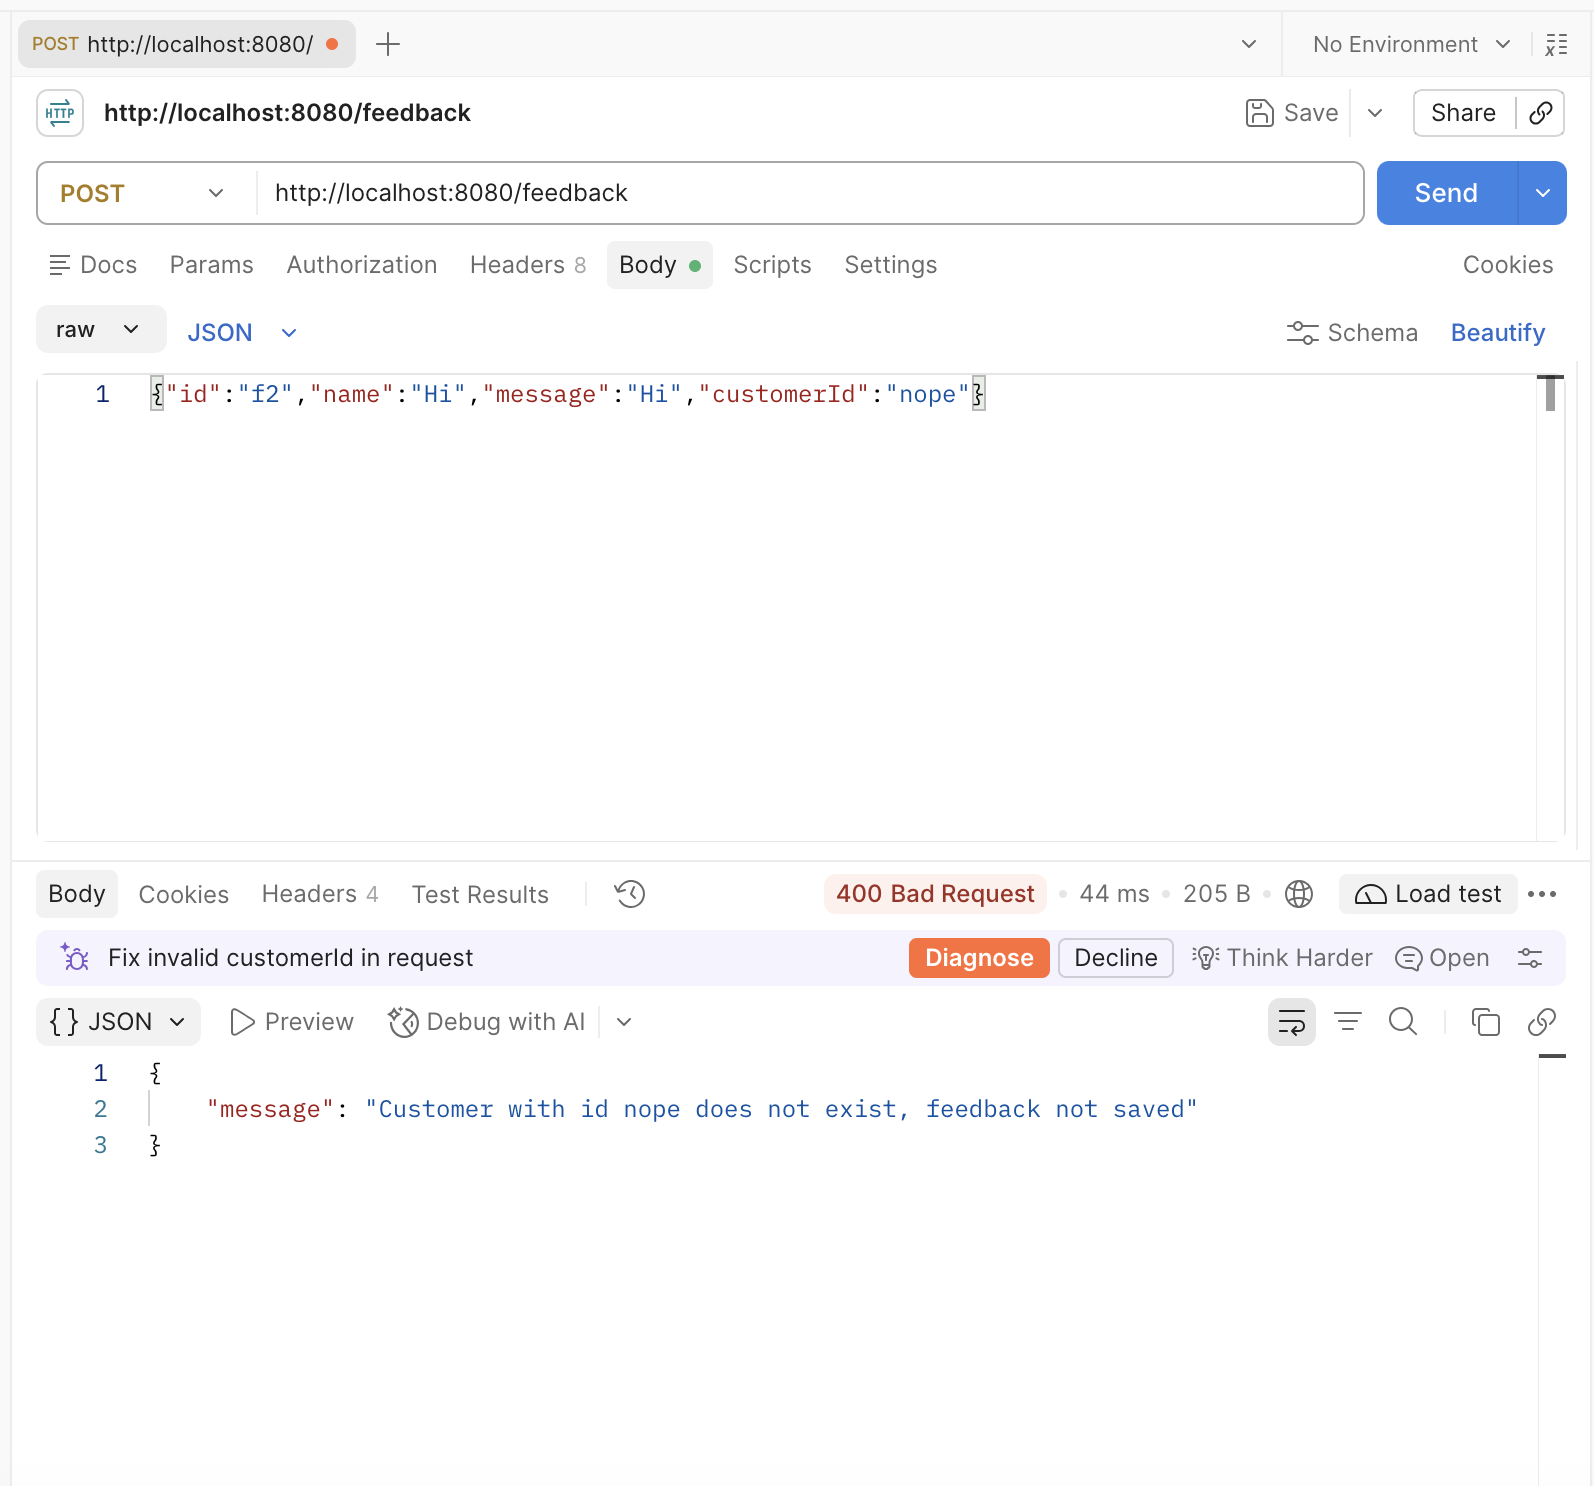 POST http://localhost:8080/
No Environment
HTTP http://localhost:8080/feedback
Save
Share
POST
http://localhost:8080/feedback
Send
Docs Params Authorization Headers 8 Body Scripts Settings Cookies
raw JSON Schema Beautify
1 {"id":"f2","name":"Hi","message":"Hi","customerId":"nope"}
Body Cookies Headers 4 Test Results 400 Bad Request 44 ms 205 B Load test
Fix invalid customerId in request Diagnose Decline Think Harder Open
{} JSON Preview Debug with AI
1 {
2 "message": "Customer with id nope does not exist, feedback not saved"
3 }